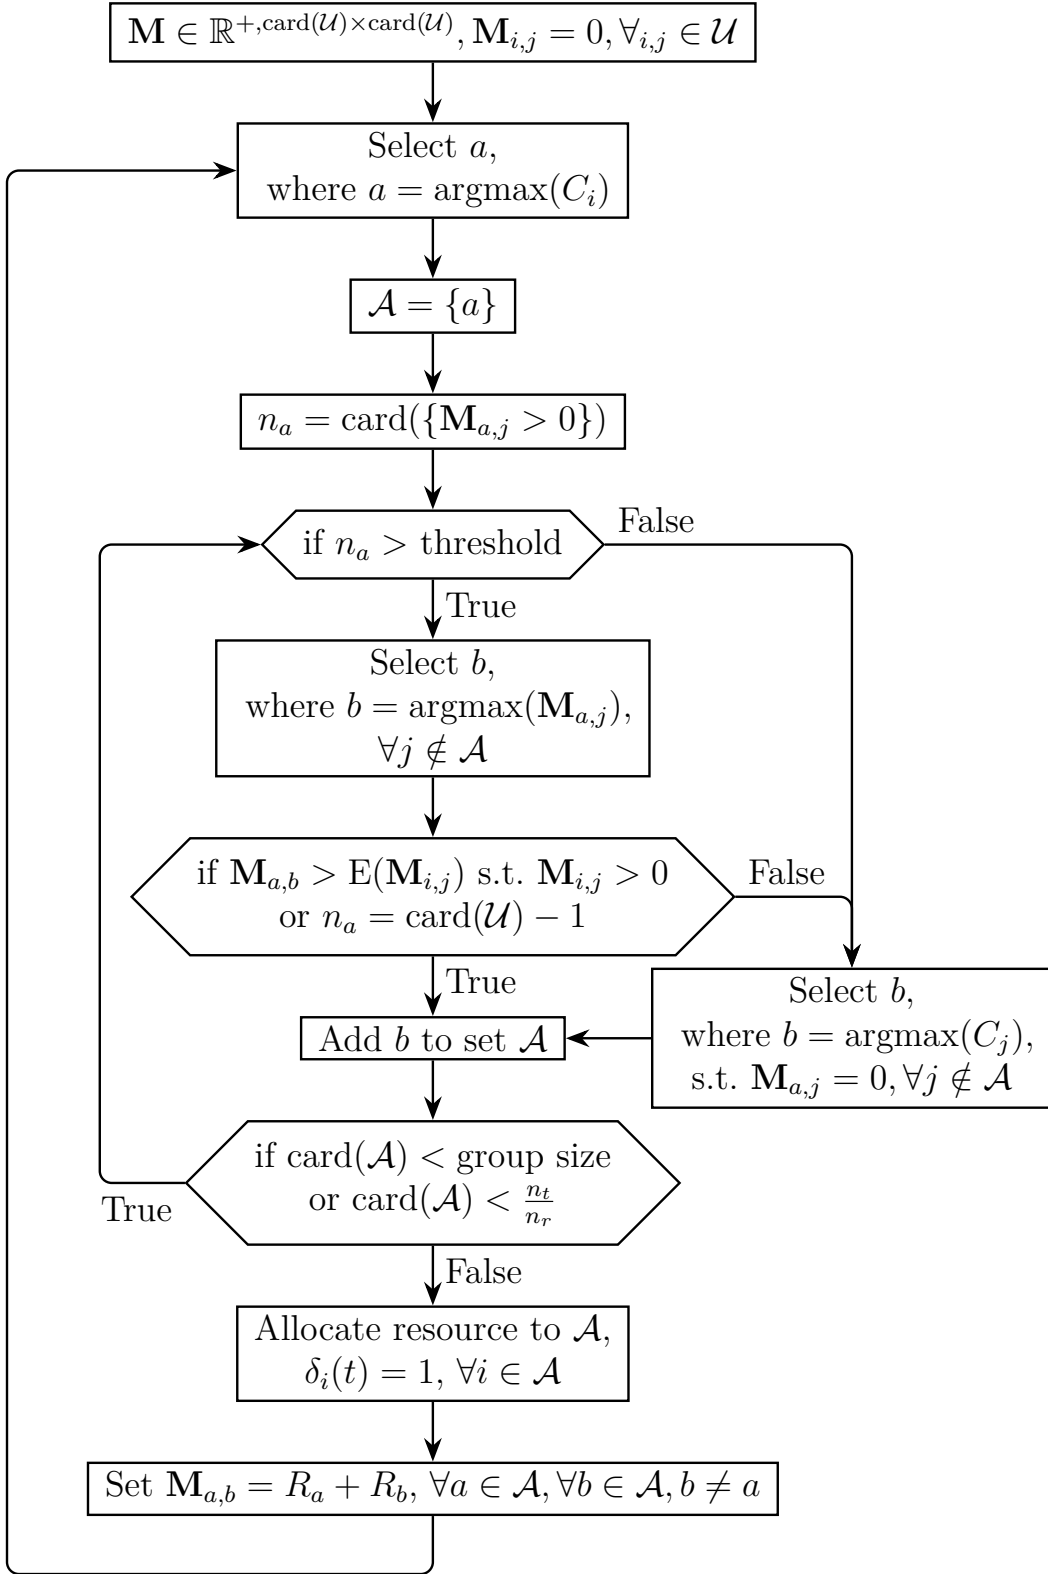 M ∈ ℝ^{+,card(𝒰)×card(𝒰)}, M_{i,j} = 0, ∀_{i,j} ∈ 𝒰
Select a,
where a = argmax(C_i)
𝒜 = {a}
n_a = card({M_{a,j} > 0})
if n_a > threshold
False
True
Select b,
where b = argmax(M_{a,j}),
∀j ∉ 𝒜
if M_{a,b} > E(M_{i,j}) s.t. M_{i,j} > 0
or n_a = card(𝒰) − 1
False
True
Select b,
where b = argmax(C_j),
s.t. M_{a,j} = 0, ∀j ∉ 𝒜
Add b to set 𝒜
if card(𝒜) < group size
or card(𝒜) < n_t/n_r
True
False
Allocate resource to 𝒜,
δ_i(t) = 1, ∀i ∈ 𝒜
Set M_{a,b} = R_a + R_b, ∀a ∈ 𝒜, ∀b ∈ 𝒜, b ≠ a